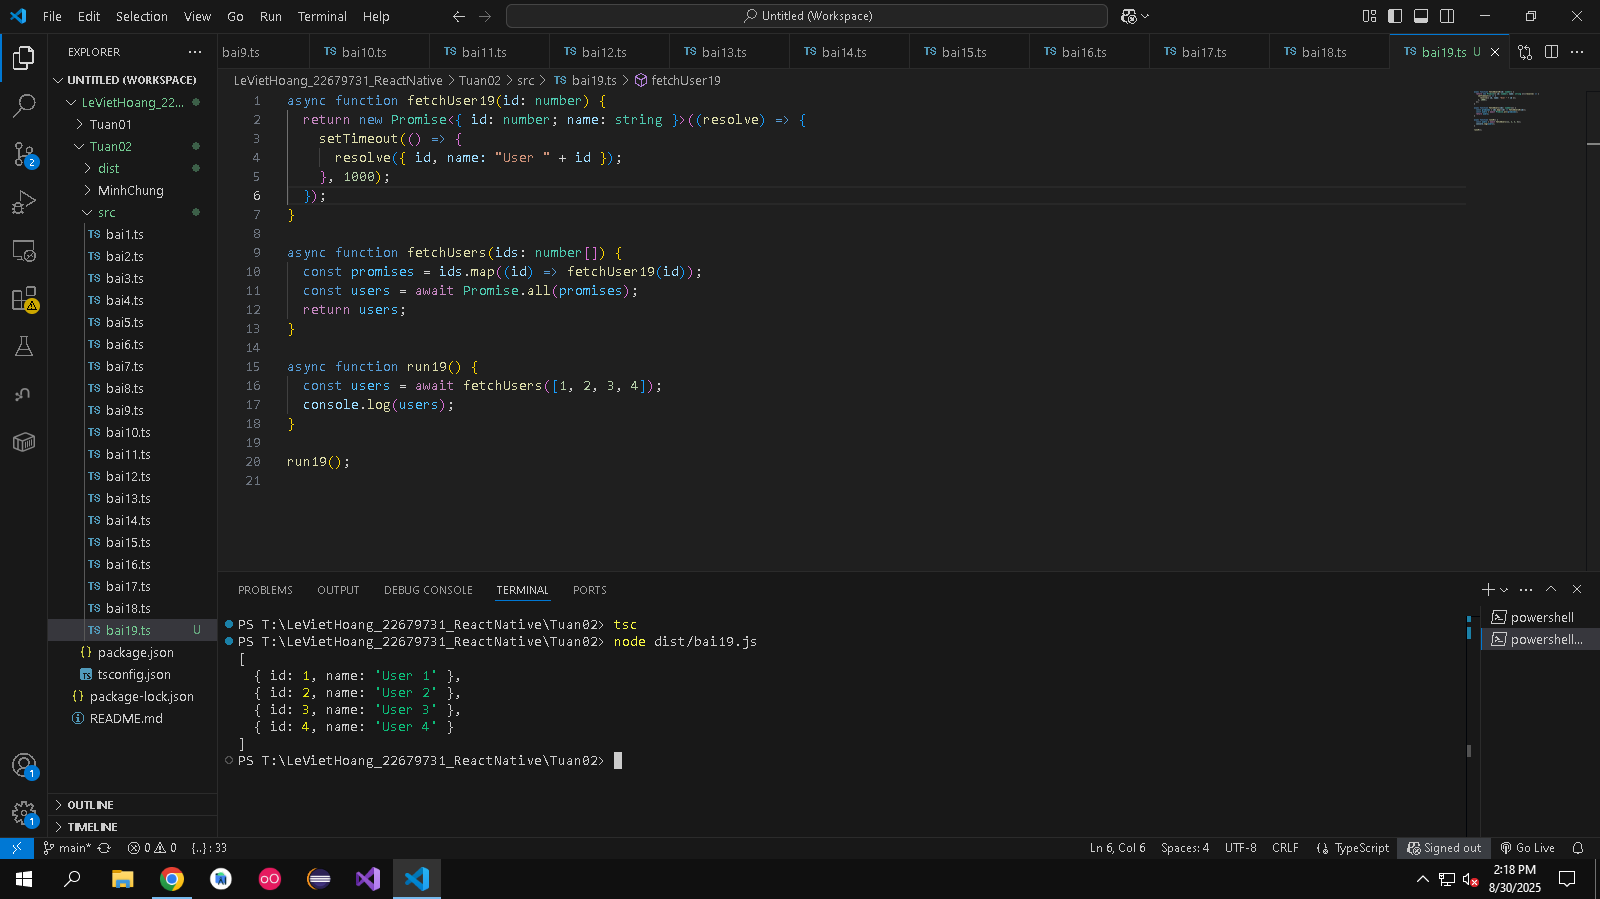 File Edit Selection View Go Run Terminal Help
Untitled (Workspace)
EXPLORER
UNTITLED (WORKSPACE)
LeVietHoang_22...
Tuan01
Tuan02
dist
MinhChung
src
TS bai1.ts
TS bai2.ts
TS bai3.ts
TS bai4.ts
TS bai5.ts
TS bai6.ts
TS bai7.ts
TS bai8.ts
TS bai9.ts
TS bai10.ts
TS bai11.ts
TS bai12.ts
TS bai13.ts
TS bai14.ts
TS bai15.ts
TS bai16.ts
TS bai17.ts
TS bai18.ts
TS bai19.ts U
{} package.json
TS tsconfig.json
{} package-lock.json
README.md
OUTLINE
TIMELINE
2
1
1
bai9.ts TS bai10.ts TS bai11.ts TS bai12.ts TS bai13.ts TS bai14.ts TS bai15.ts TS bai16.ts TS bai17.ts TS bai18.ts TS bai19.ts U
LeVietHoang_22679731_ReactNative > Tuan02 > src > TS bai19.ts > fetchUser19
1 async function fetchUser19(id: number) {
2 return new Promise<{ id: number; name: string }>((resolve) => {
3 setTimeout(() => {
4 resolve({ id, name: "User " + id });
5 }, 1000);
6 });
7 }
8
9 async function fetchUsers(ids: number[]) {
10 const promises = ids.map((id) => fetchUser19(id));
11 const users = await Promise.all(promises);
12 return users;
13 }
14
15 async function run19() {
16 const users = await fetchUsers([1, 2, 3, 4]);
17 console.log(users);
18 }
19
20 run19();
21
PROBLEMS OUTPUT DEBUG CONSOLE TERMINAL PORTS
PS T:\LeVietHoang_22679731_ReactNative\Tuan02> tsc
PS T:\LeVietHoang_22679731_ReactNative\Tuan02> node dist/bai19.js
[
{ id: 1, name: 'User 1' },
{ id: 2, name: 'User 2' },
{ id: 3, name: 'User 3' },
{ id: 4, name: 'User 4' }
]
PS T:\LeVietHoang_22679731_ReactNative\Tuan02>
powershell
powershell...
main* 0 0 {..} : 33 Ln 6, Col 6 Spaces: 4 UTF-8 CRLF TypeScript Signed out Go Live
2:18 PM
8/30/2025